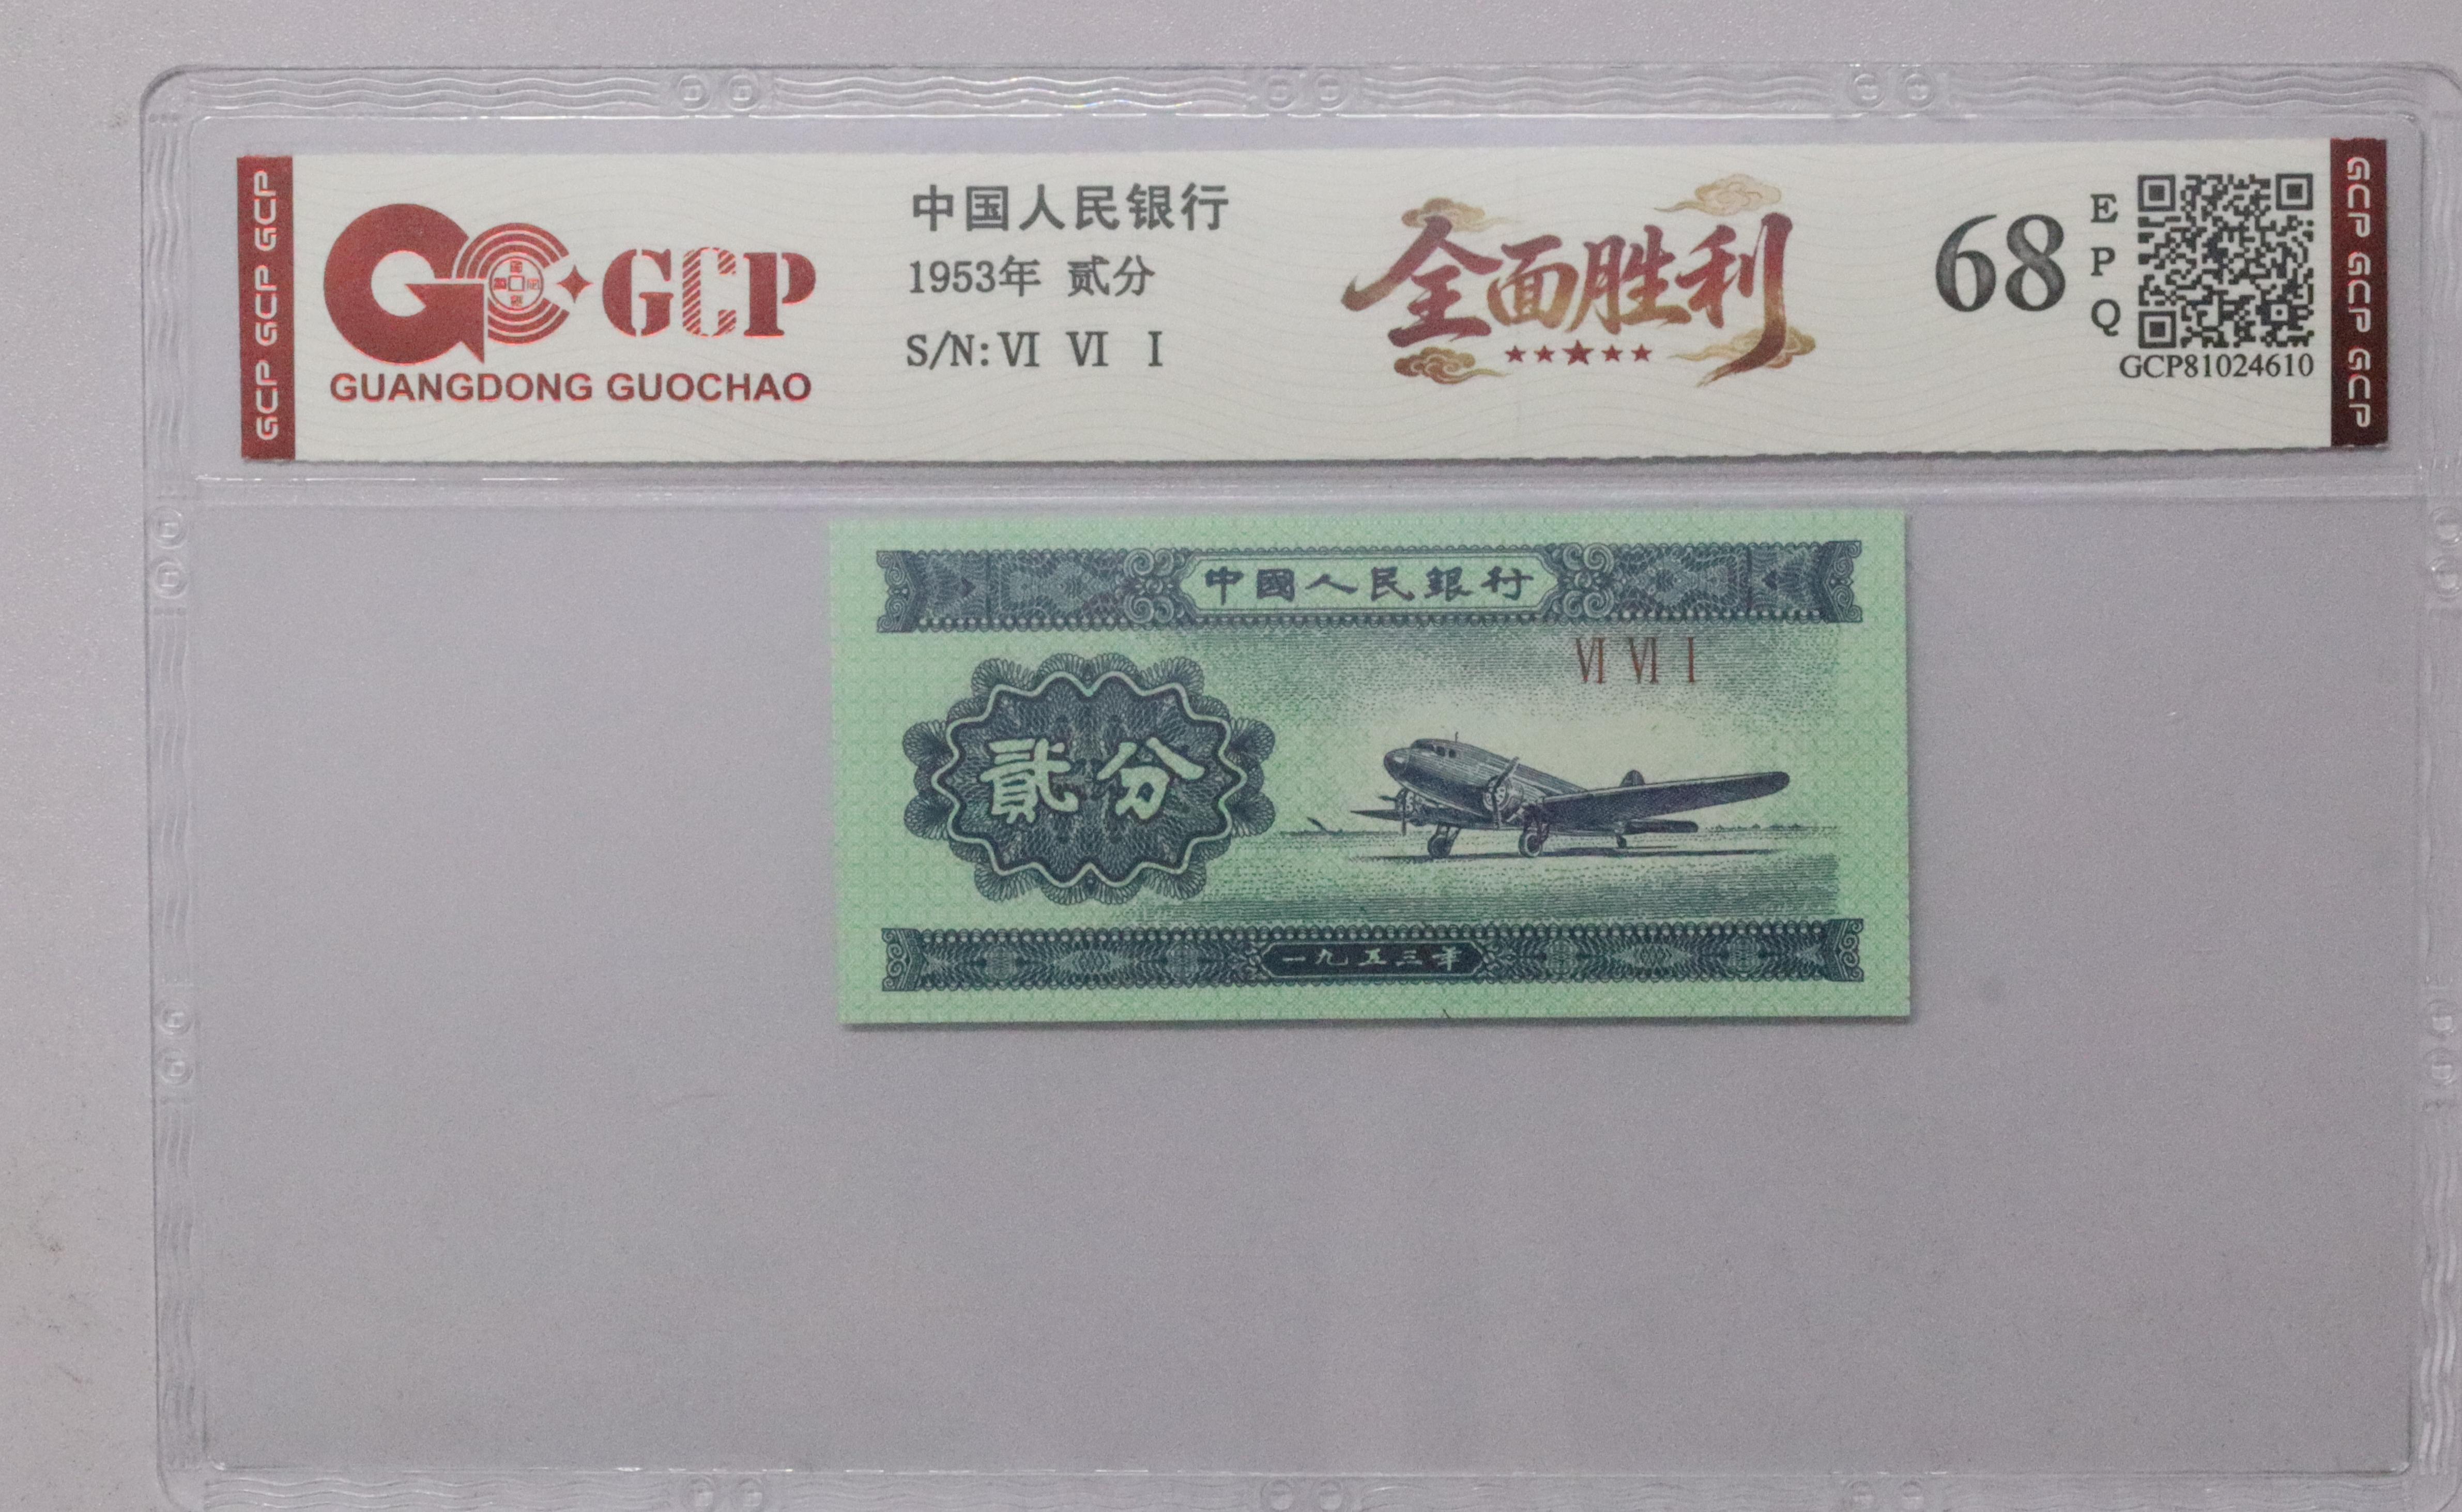 GCP GCP GCP
GCP
GUANGDONG GUOCHAO
中国人民银行
1953年 贰分
S/N: VI VI I
全面胜利
68
E
P
Q
GCP81024610
GCP GCP GCP
中國人民銀行
VI VI I
貳分
一九五三年